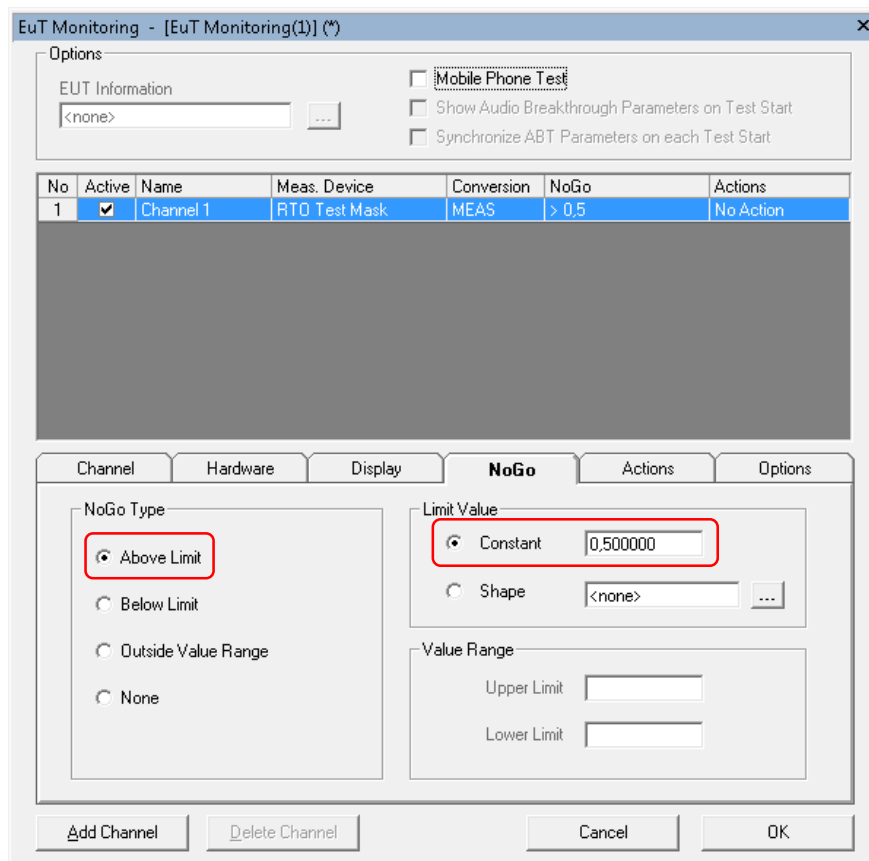 EuT Monitoring - [EuT Monitoring(1)] (*)
Options
EUT Information
<none>
...
Mobile Phone Test
Show Audio Breakthrough Parameters on Test Start
Synchronize ABT Parameters on each Test Start
No Active Name Meas. Device Conversion NoGo Actions
1 Channel 1 RTO Test Mask MEAS > 0,5 No Action
Channel Hardware Display NoGo Actions Options
NoGo Type
Above Limit
Below Limit
Outside Value Range
None
Limit Value
Constant 0,500000
Shape <none> ...
Value Range
Upper Limit
Lower Limit
Add Channel Delete Channel Cancel OK